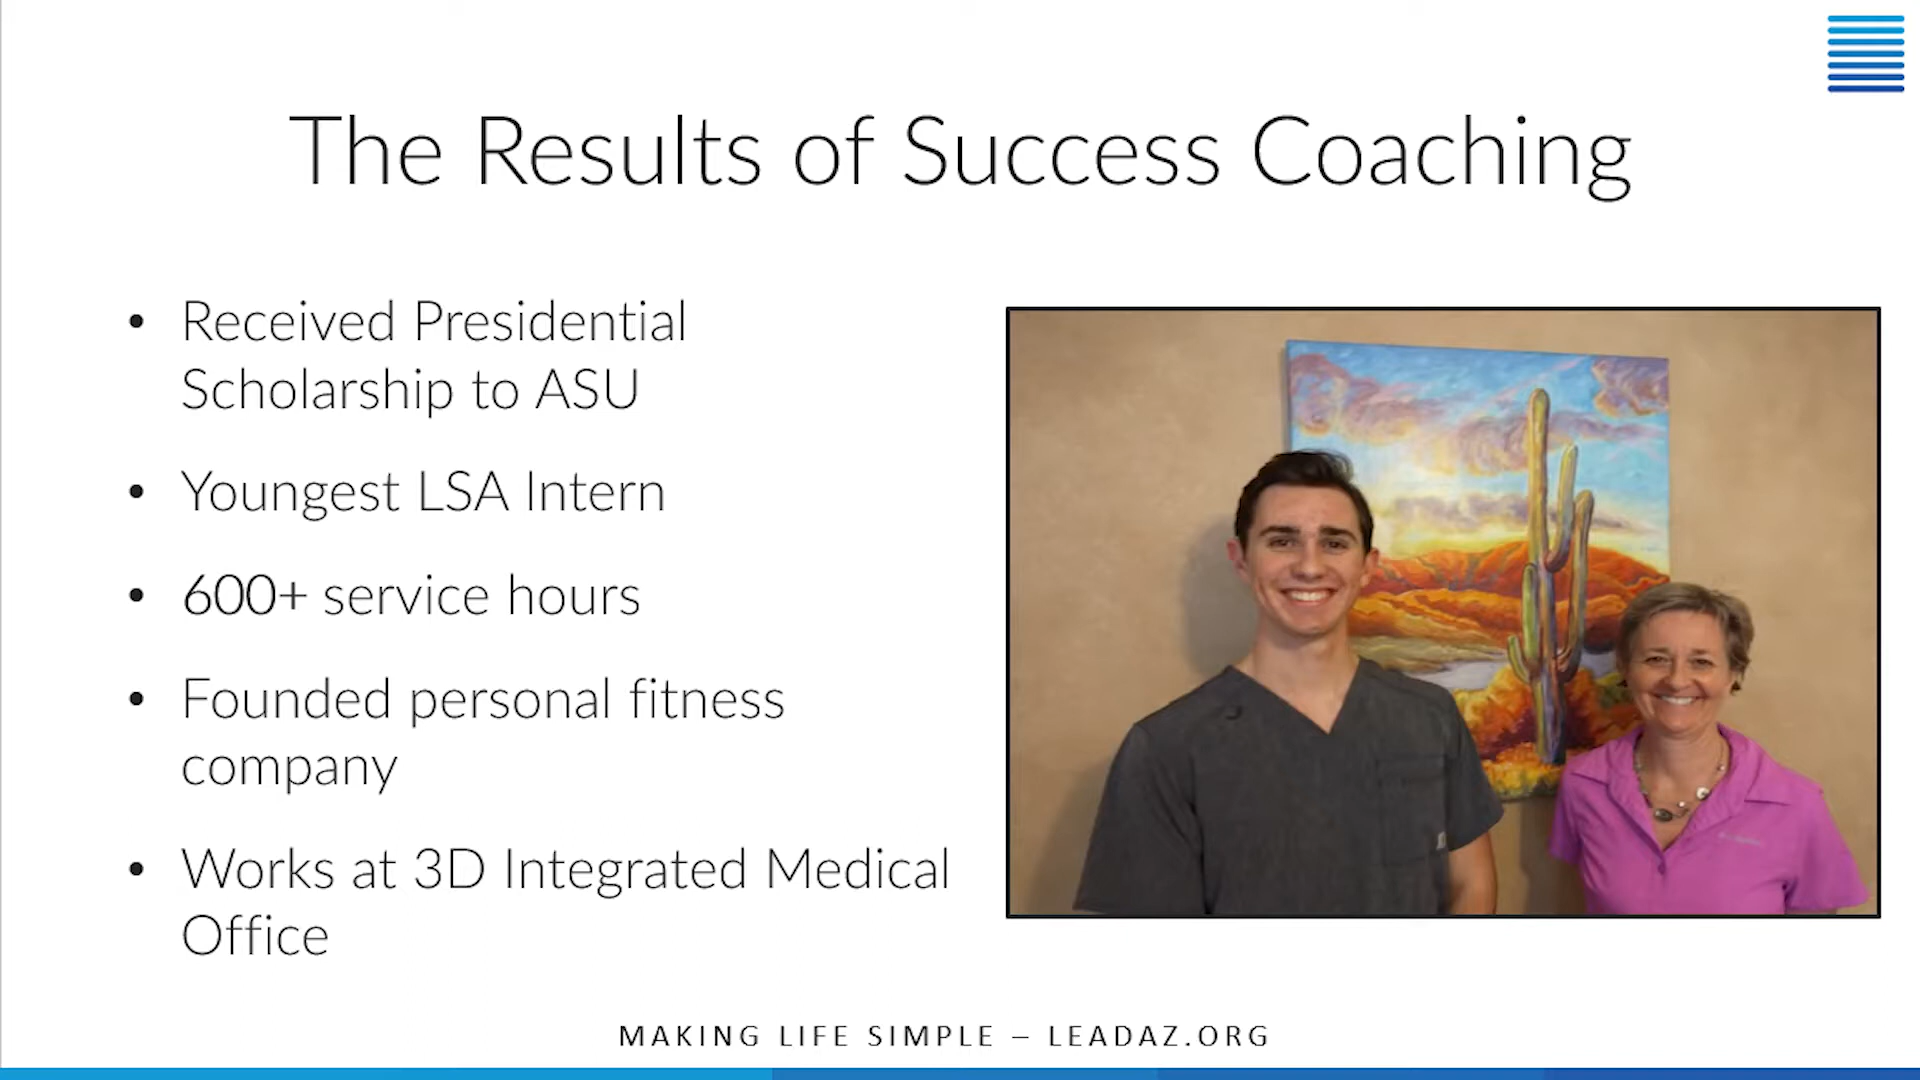 The Results of Success Coaching
• Received Presidential
Scholarship to ASU
• Youngest LSA Intern
• 600+ service hours
• Founded personal fitness
company
• Works at 3D Integrated Medical
Office
MAKING LIFE SIMPLE – LEADAZ.ORG